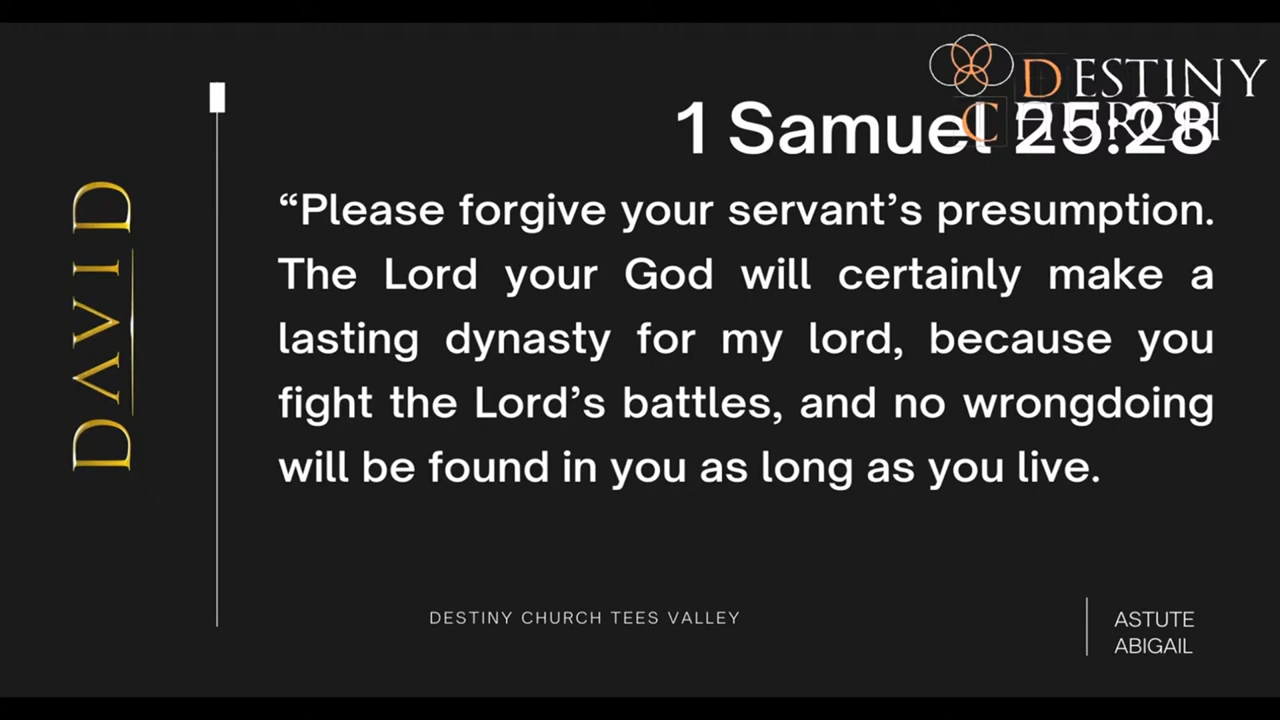 DESTINY
CHURCH
1 Samuel 25:28
DAVID
“Please forgive your servant’s presumption.
The Lord your God will certainly make a
lasting dynasty for my lord, because you
fight the Lord’s battles, and no wrongdoing
will be found in you as long as you live.
DESTINY CHURCH TEES VALLEY
ASTUTE
ABIGAIL